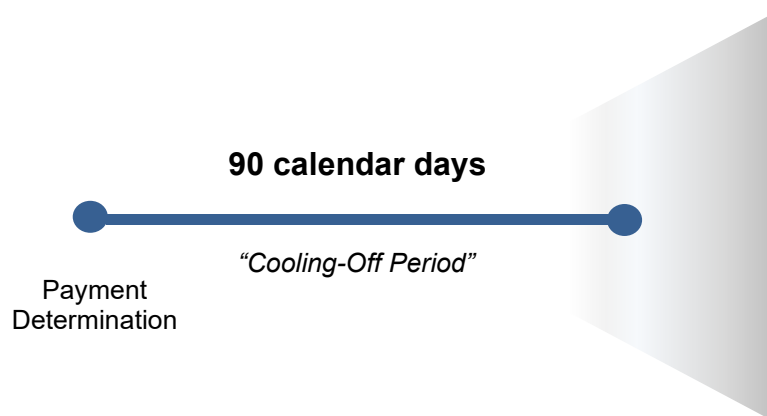 90 calendar days
“Cooling-Off Period”
Payment
Determination